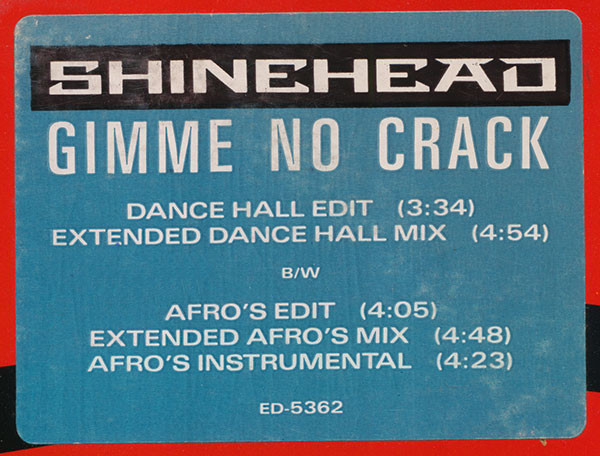 SHINEHEAD
GIMME NO CRACK
DANCE HALL EDIT (3:34)
EXTENDED DANCE HALL MIX (4:54)
B/W
AFRO'S EDIT (4:05)
EXTENDED AFRO'S MIX (4:48)
AFRO'S INSTRUMENTAL (4:23)
ED-5362